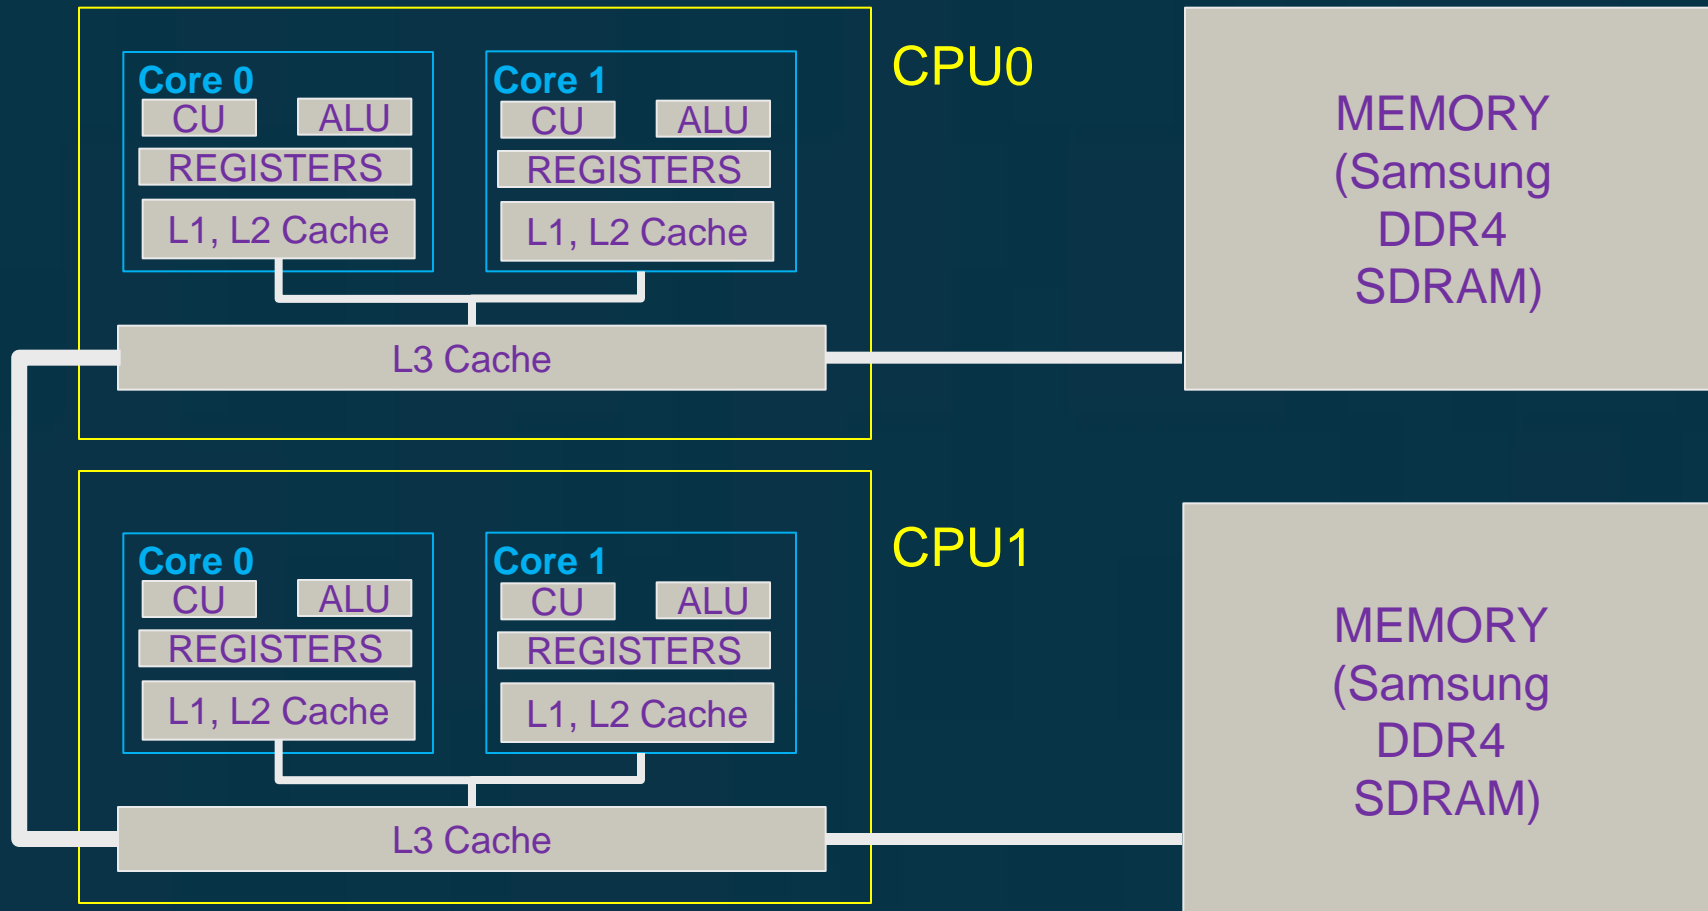 CPU0
Core 0
CU ALU
REGISTERS
L1, L2 Cache
Core 1
CU ALU
REGISTERS
L1, L2 Cache
L3 Cache
MEMORY
(Samsung
DDR4
SDRAM)
CPU1
Core 0
CU ALU
REGISTERS
L1, L2 Cache
Core 1
CU ALU
REGISTERS
L1, L2 Cache
L3 Cache
MEMORY
(Samsung
DDR4
SDRAM)